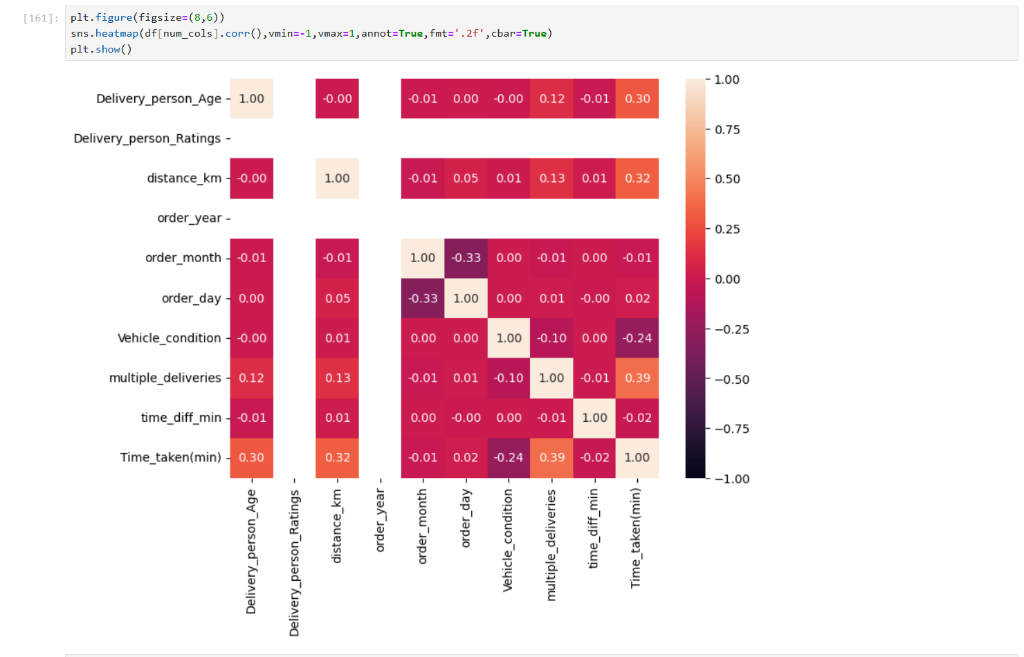 [161]:
plt.figure(figsize=(8,6))
sns.heatmap(df[num_cols].corr(),vmin=-1,vmax=1,annot=True,fmt='.2f',cbar=True)
plt.show()
Delivery_person_Age 1.00 -0.00 -0.01 0.00 -0.00 0.12 -0.01 0.30
Delivery_person_Ratings
distance_km -0.00 1.00 -0.01 0.05 0.01 0.13 0.01 0.32
order_year
order_month -0.01 -0.01 1.00 -0.33 0.00 -0.01 0.00 -0.01
order_day 0.00 0.05 -0.33 1.00 0.00 0.01 -0.00 0.02
Vehicle_condition -0.00 0.01 0.00 0.00 1.00 -0.10 0.00 -0.24
multiple_deliveries 0.12 0.13 -0.01 0.01 -0.10 1.00 -0.01 0.39
time_diff_min -0.01 0.01 0.00 -0.00 0.00 -0.01 1.00 -0.02
Time_taken(min) 0.30 0.32 -0.01 0.02 -0.24 0.39 -0.02 1.00
Delivery_person_Age
Delivery_person_Ratings
distance_km
order_year
order_month
order_day
Vehicle_condition
multiple_deliveries
time_diff_min
Time_taken(min)
1.00
0.75
0.50
0.25
0.00
−0.25
−0.50
−0.75
−1.00